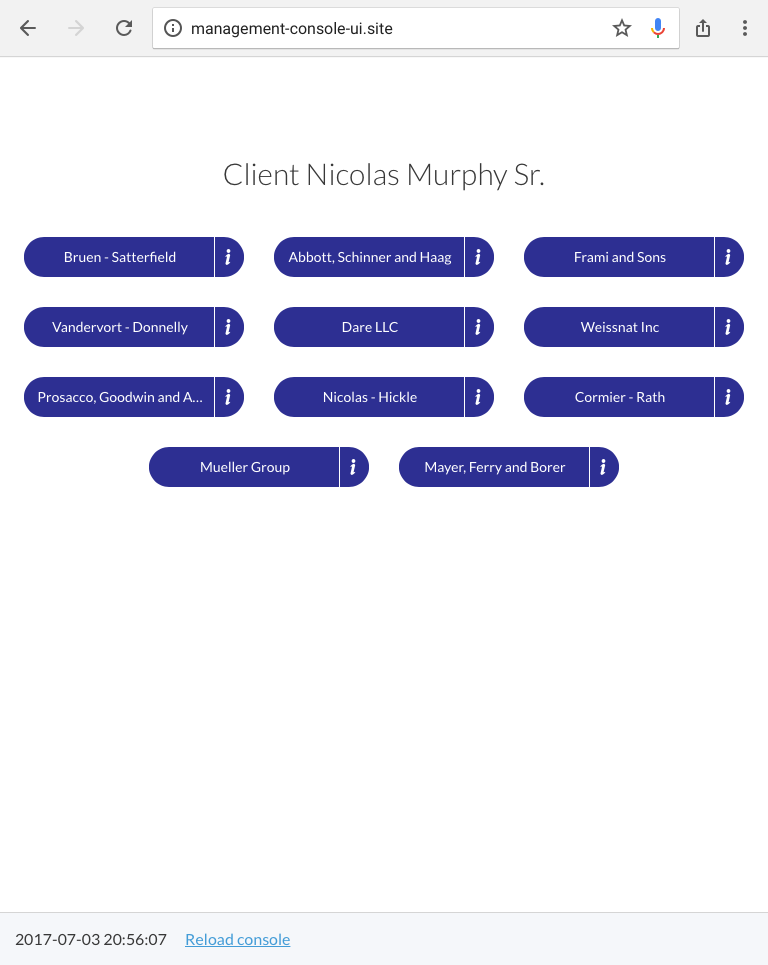 management-console-ui.site
Client Nicolas Murphy Sr.
Bruen - Satterfield i Abbott, Schinner and Haag i Frami and Sons i
Vandervort - Donnelly i Dare LLC i Weissnat Inc i
Prosacco, Goodwin and A... i Nicolas - Hickle i Cormier - Rath i
Mueller Group i Mayer, Ferry and Borer i
2017-07-03 20:56:07 Reload console